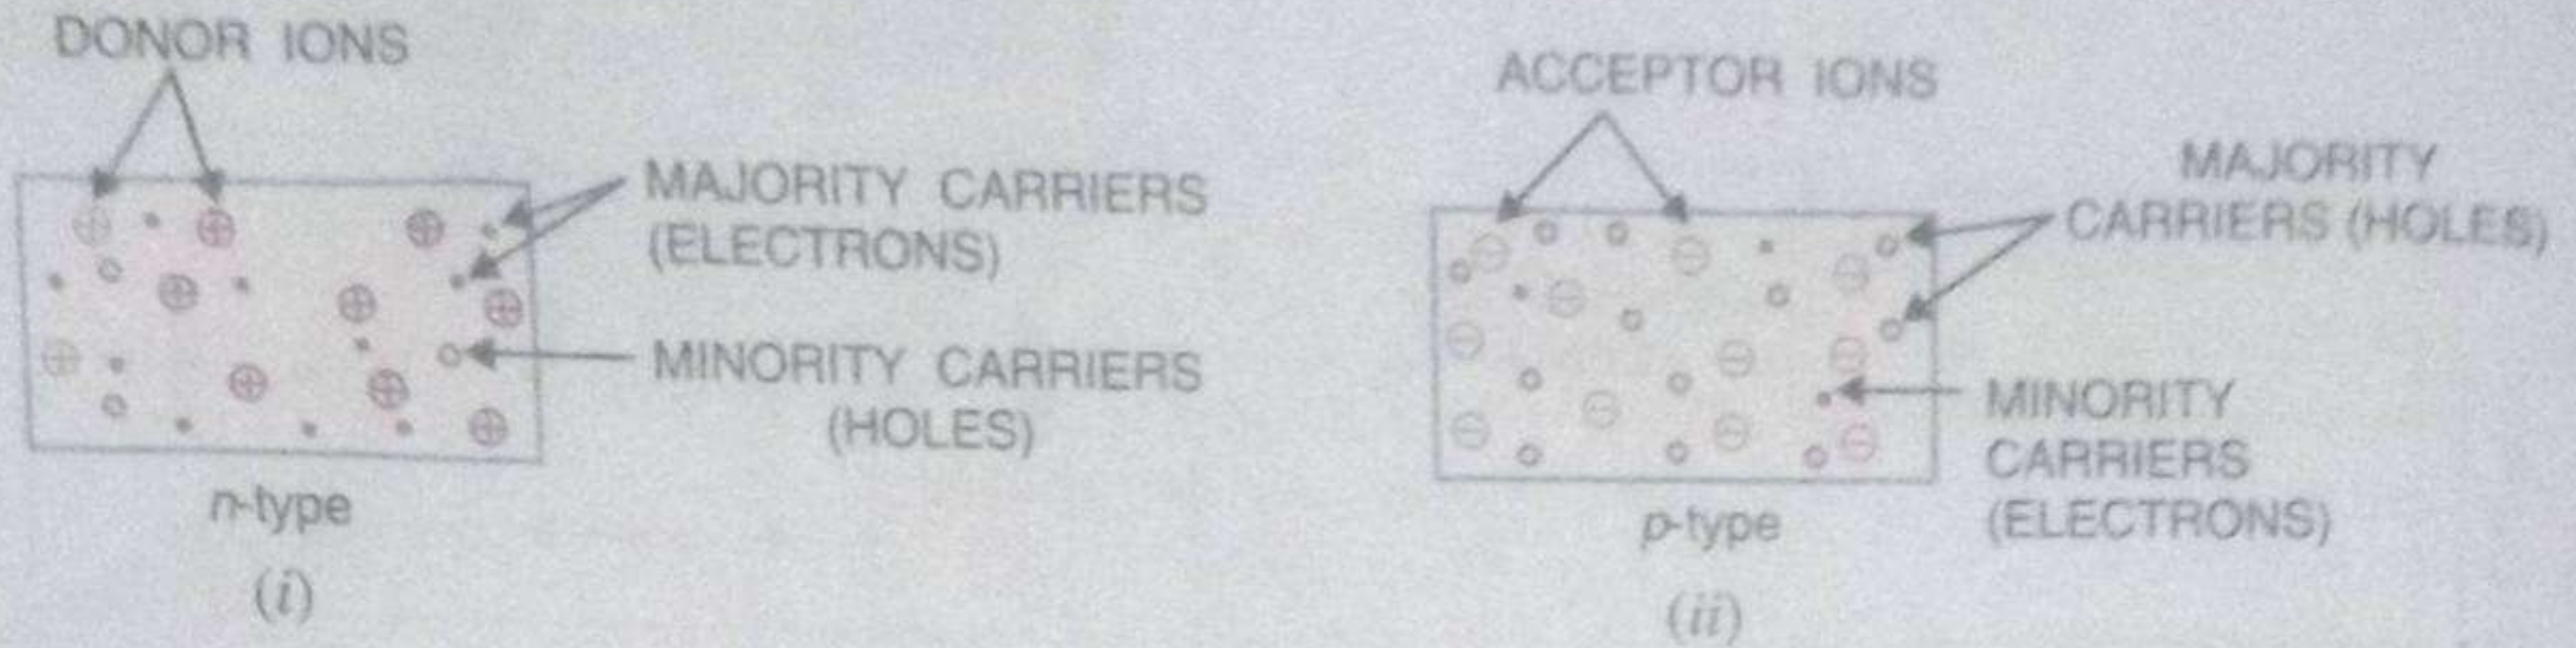 DONOR IONS
MAJORITY CARRIERS
(ELECTRONS)
MINORITY CARRIERS
(HOLES)
n-type
(i)
ACCEPTOR IONS
MAJORITY
CARRIERS (HOLES)
MINORITY
CARRIERS
(ELECTRONS)
p-type
(ii)